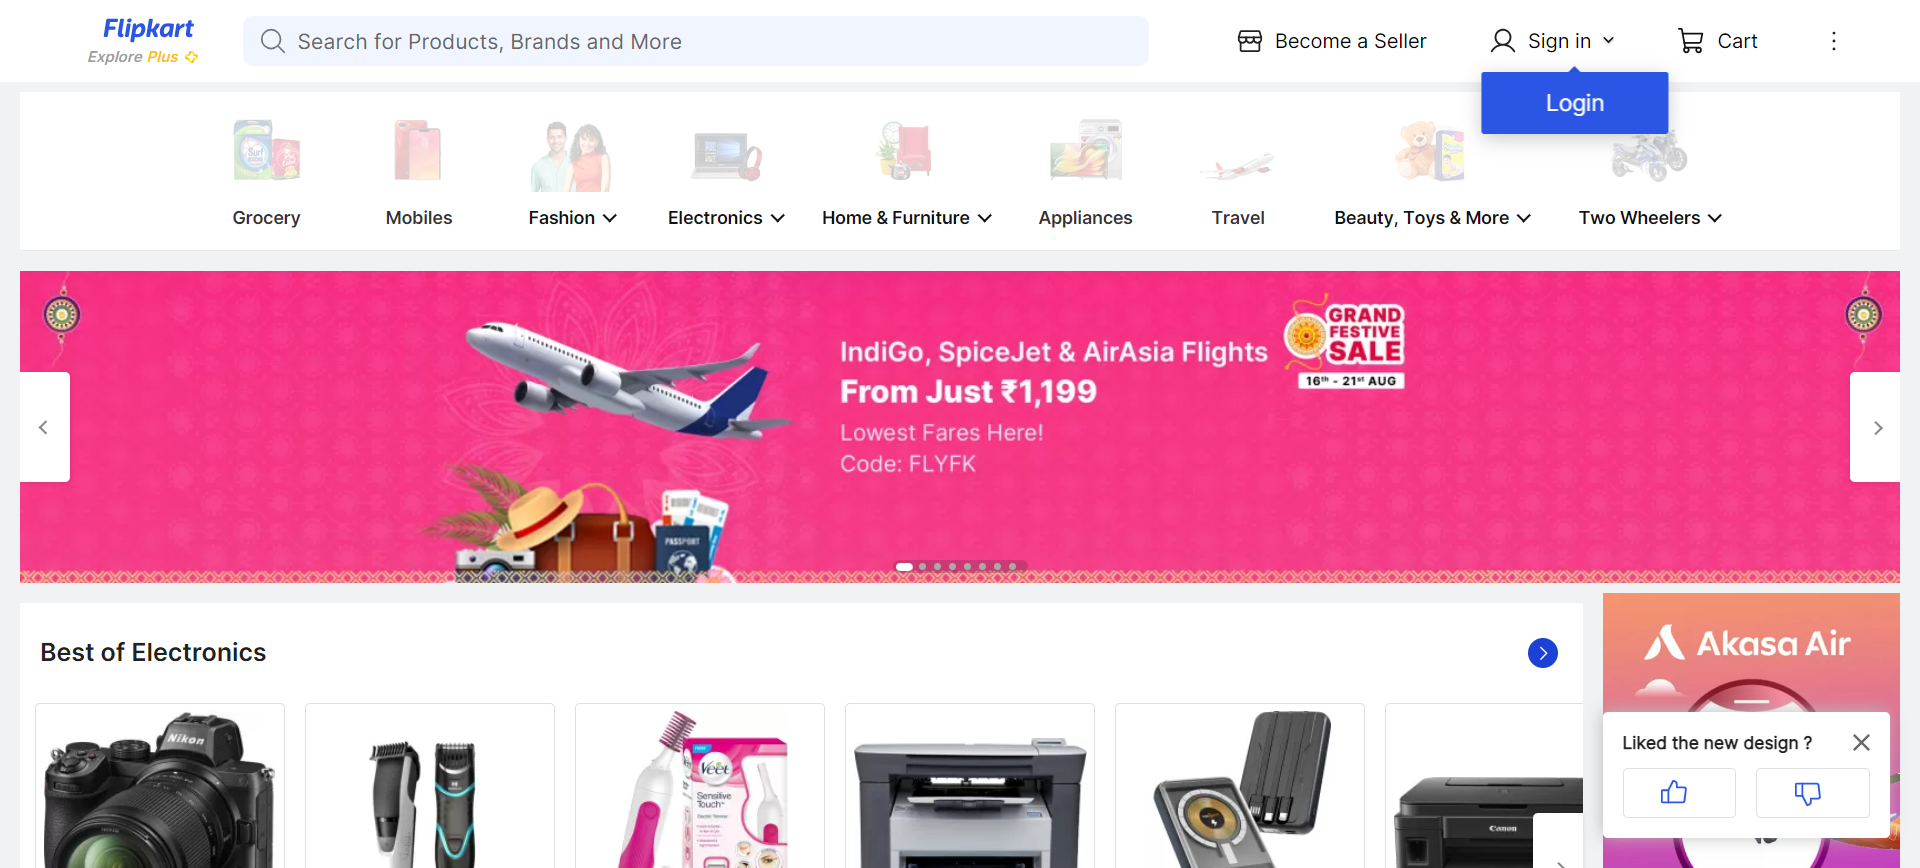 Flipkart
Explore Plus
Search for Products, Brands and More
Become a Seller
Sign in
Cart
Login
Grocery
Mobiles
Fashion
Electronics
Home & Furniture
Appliances
Travel
Beauty, Toys & More
Two Wheelers
IndiGo, SpiceJet & AirAsia Flights
From Just ₹1,199
Lowest Fares Here!
Code: FLYFK
GRAND
FESTIVE
SALE
16th - 21st AUG
PASSPORT
Best of Electronics
Akasa Air
Nikon
Veet
Sensitive
Touch
Canon
Liked the new design ?